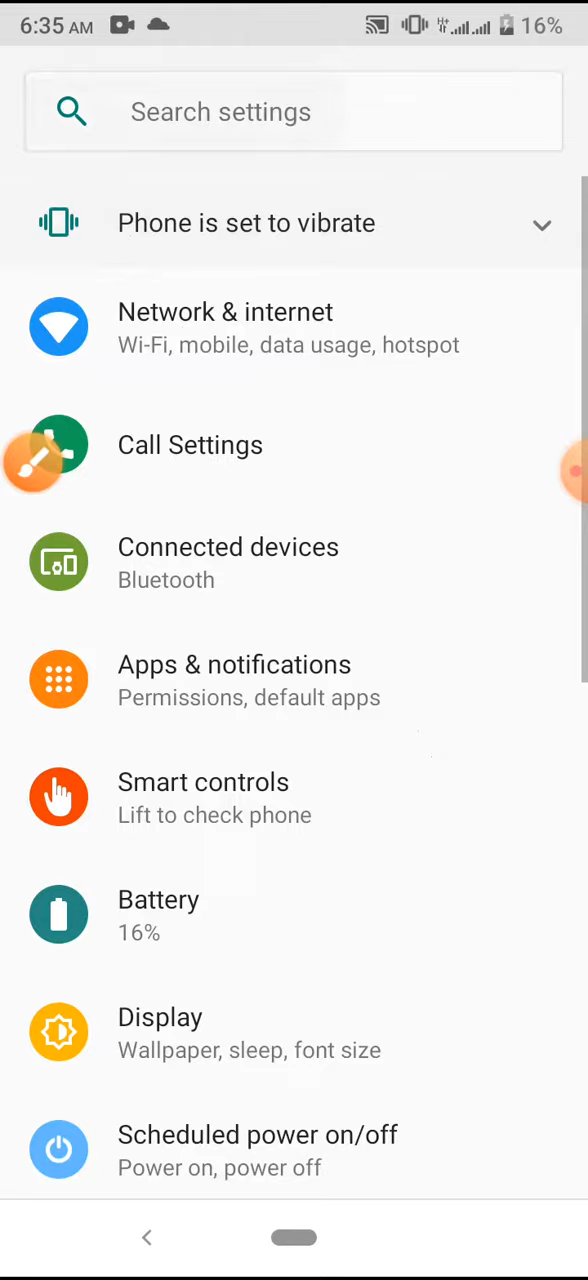 6:35 AM 16%
Search settings
Phone is set to vibrate
Network & internet
Wi-Fi, mobile, data usage, hotspot
Call Settings
Connected devices
Bluetooth
Apps & notifications
Permissions, default apps
Smart controls
Lift to check phone
Battery
16%
Display
Wallpaper, sleep, font size
Scheduled power on/off
Power on, power off